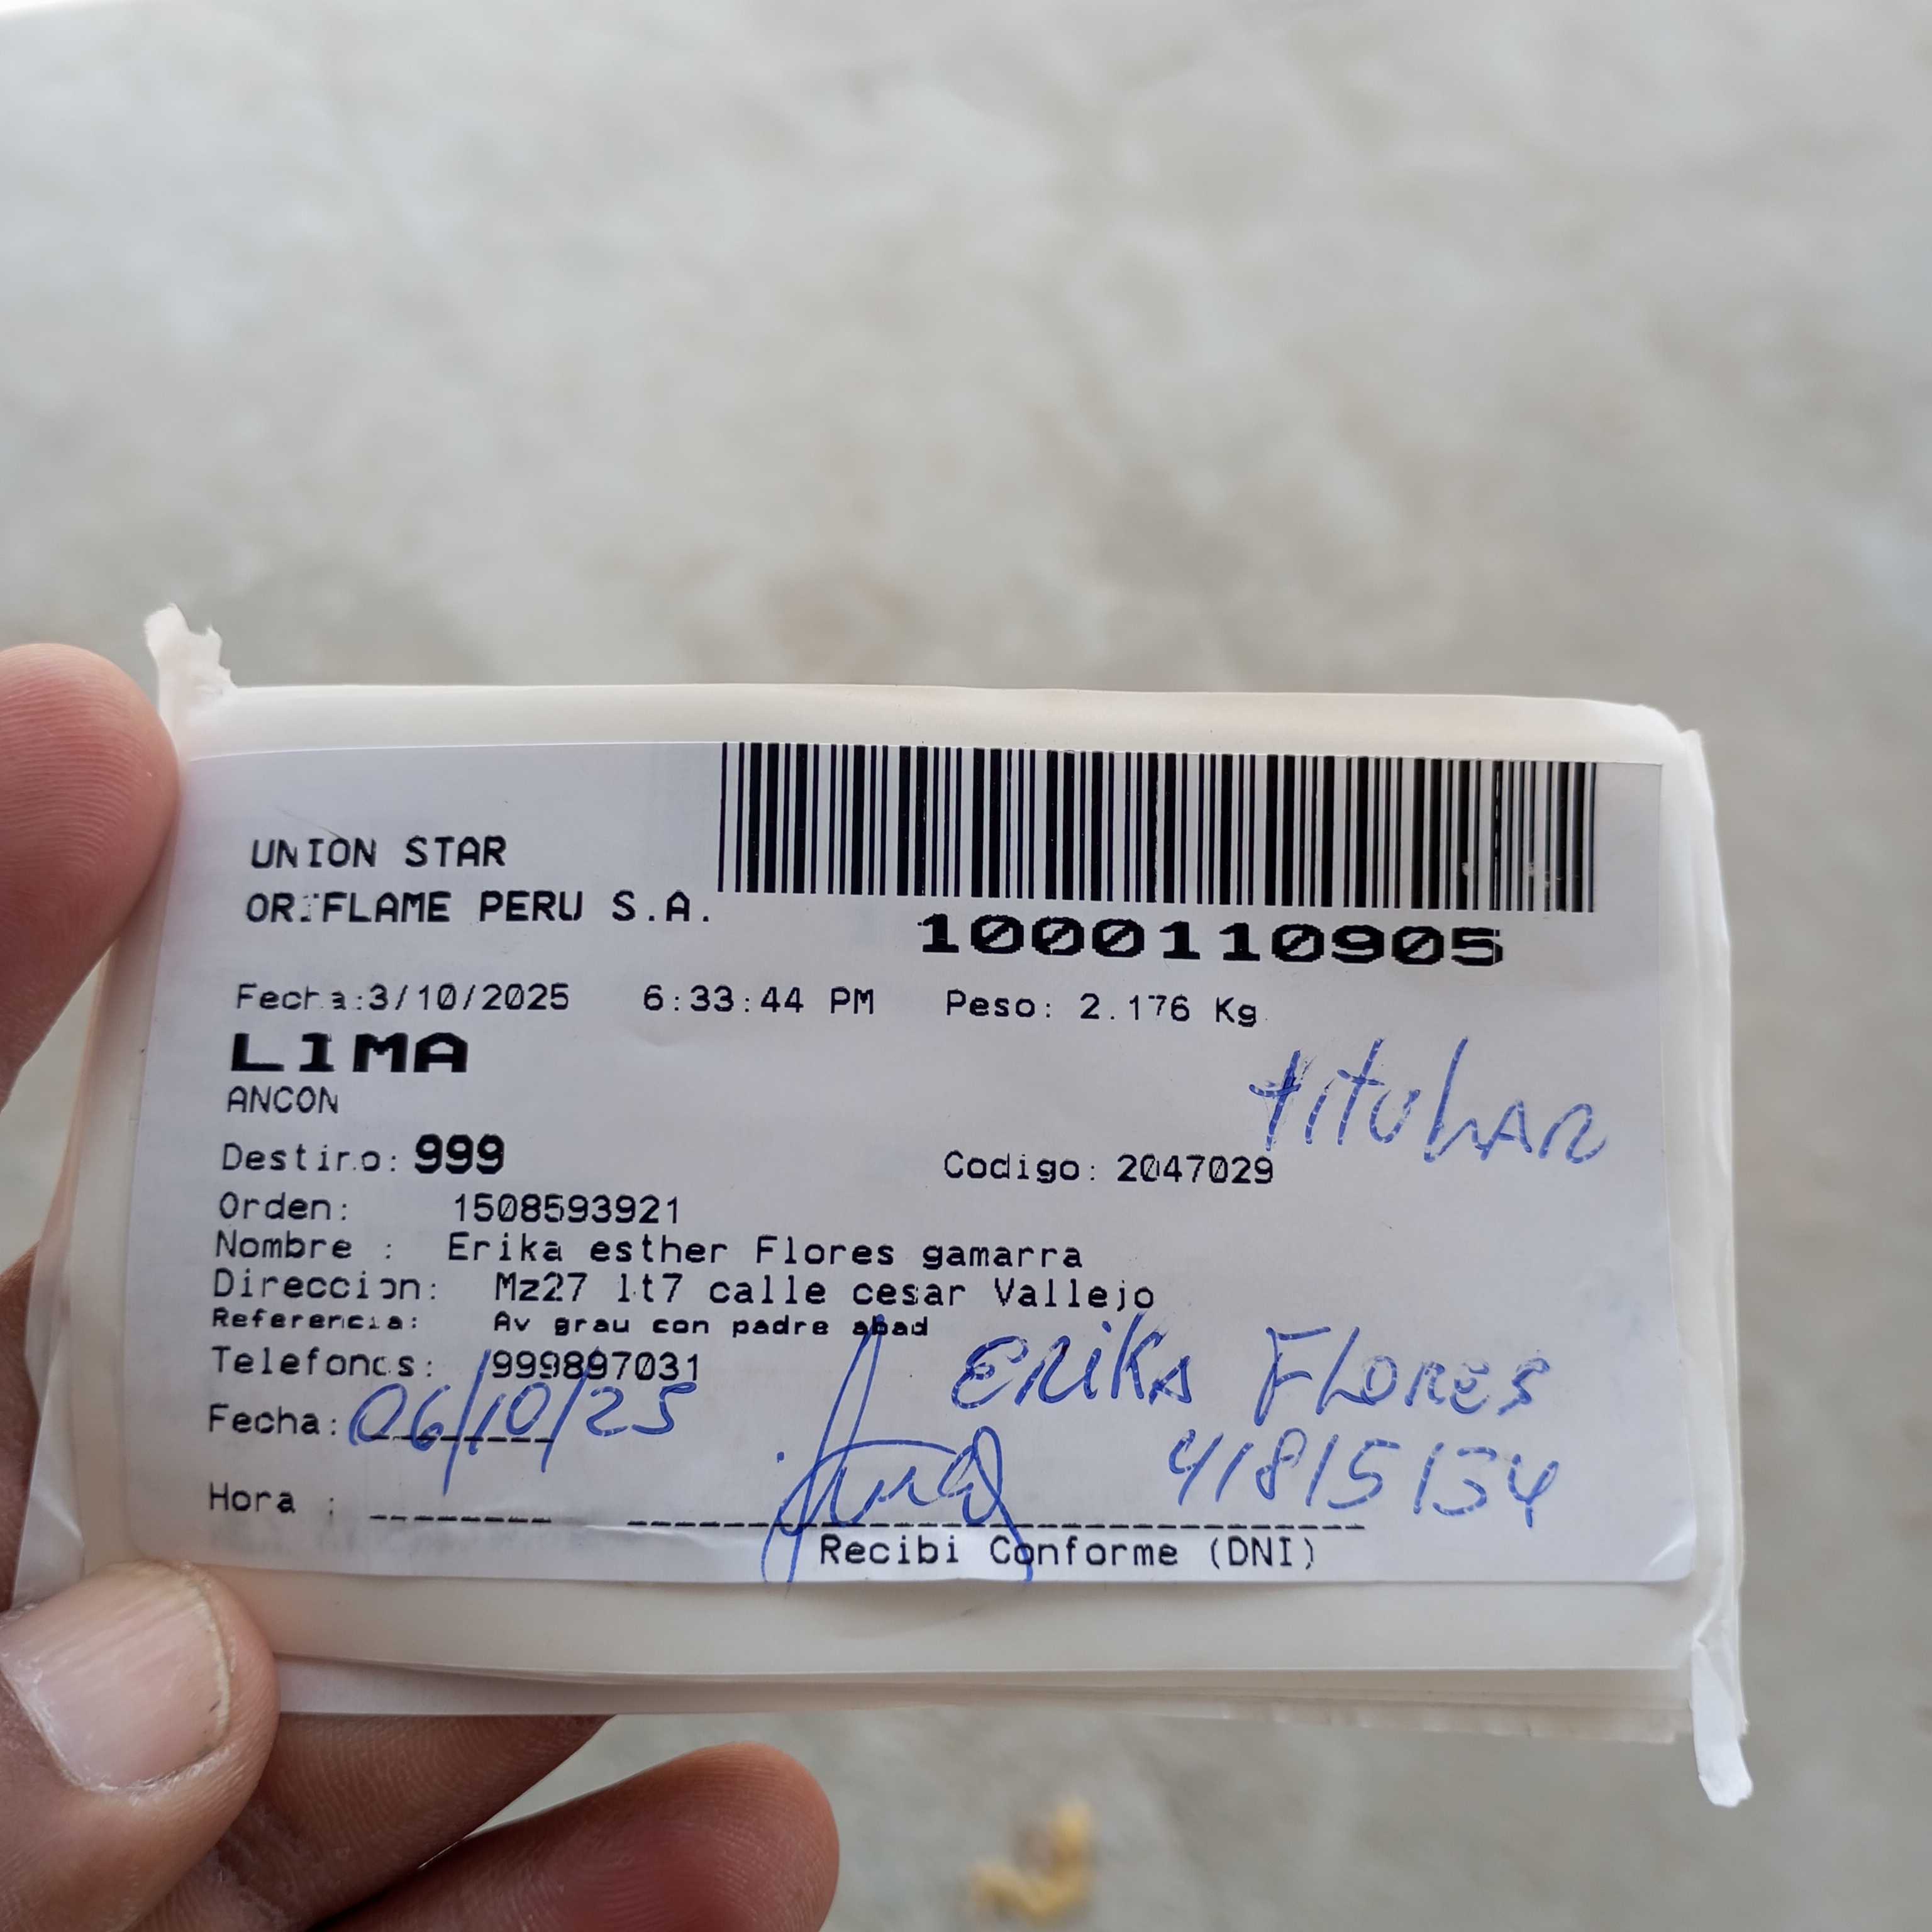 UNION STAR
ORIFLAME PERU S.A.
1000110905
Fecha:3/10/2025 6:33:44 PM Peso: 2.176 Kg
LIMA
titular
ANCON
Destino: 999 Codigo: 2047029
Orden: 1508593921
Nombre : Erika esther Flores gamarra
Direccion: Mz27 lt7 calle cesar Vallejo
Referencia: Av grau con padre abad
Telefonos: 999897031 ERIKA FLORES
Fecha: 06/10/25 41815134
Hora :
Recibi Conforme (DNI)